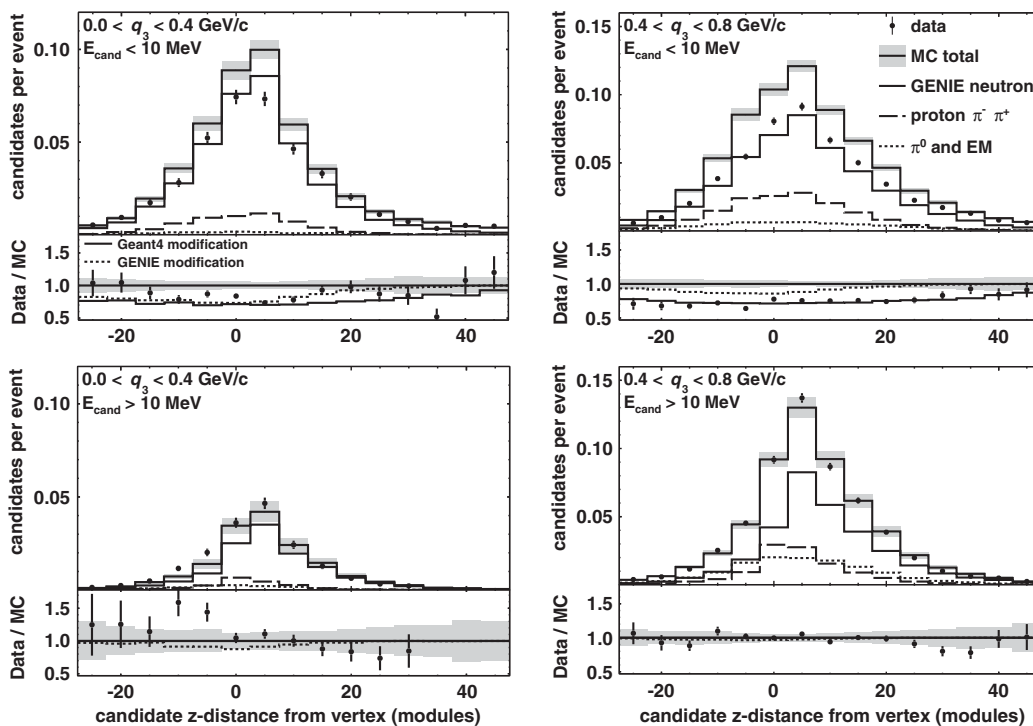 0.0 < q₃ < 0.4 GeV/c
E_cand < 10 MeV
candidates per event
0.10
0.05
Geant4 modification
GENIE modification
Data / MC
1.5
1.0
0.5
-20 0 20 40
0.4 < q₃ < 0.8 GeV/c
E_cand < 10 MeV
data
MC total
GENIE neutron
proton π⁻ π⁺
π⁰ and EM
candidates per event
0.15
0.10
0.05
Data / MC
1.5
1.0
0.5
-20 0 20 40
0.0 < q₃ < 0.4 GeV/c
E_cand > 10 MeV
candidates per event
0.10
0.05
Data / MC
1.5
1.0
0.5
-20 0 20 40
candidate z-distance from vertex (modules)
0.4 < q₃ < 0.8 GeV/c
E_cand > 10 MeV
candidates per event
0.15
0.10
0.05
Data / MC
1.5
1.0
0.5
-20 0 20 40
candidate z-distance from vertex (modules)